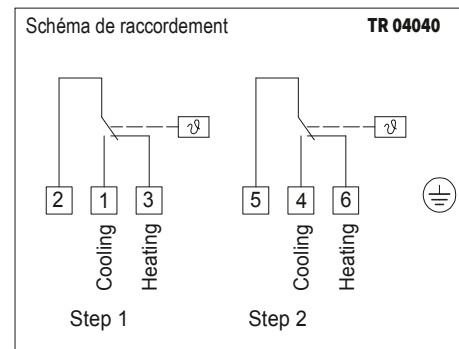 Schéma de raccordement TR 04040
ϑ ϑ
2 1 3 5 4 6
Cooling Heating Cooling Heating
Step 1 Step 2